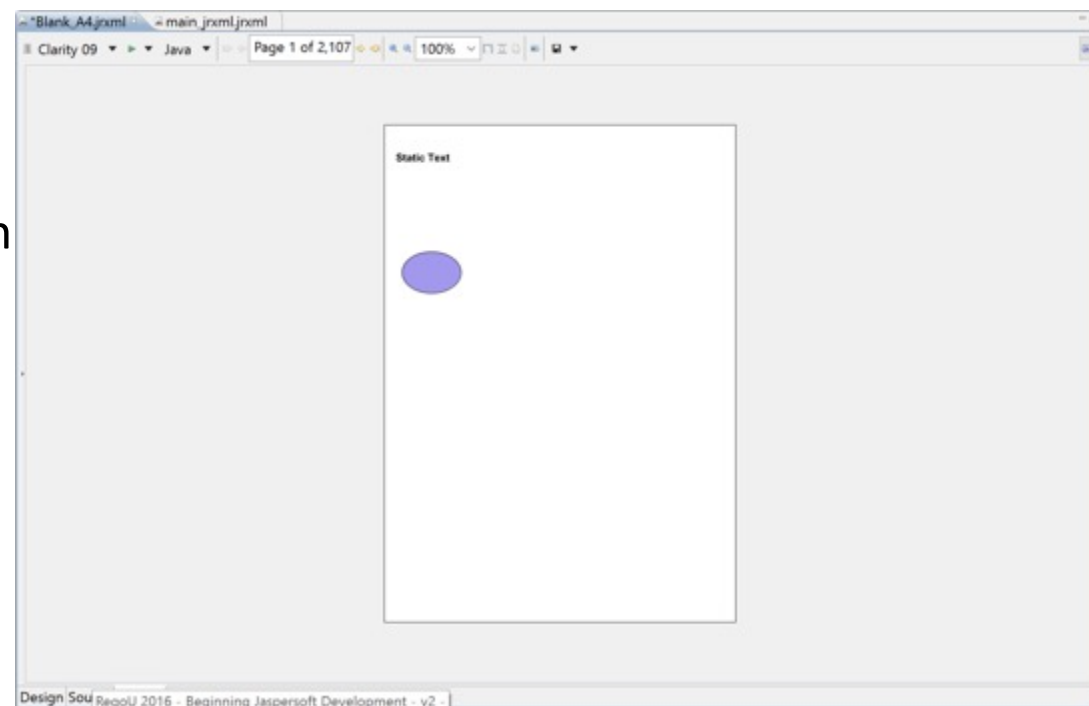 *Blank_A4.jrxml main_jrxml.jrxml
Clarity 09 Java Page 1 of 2,107 100%
Static Text
n
Design Sou RegoU 2016 - Beginning Jaspersoft Development - v2 -